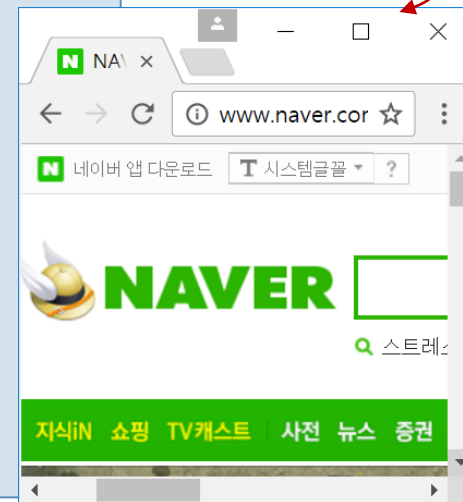 N NA
www.naver.cor
N 네이버 앱 다운로드 T 시스템글꼴 ?
NAVER
스트레스
지식iN 쇼핑 TV캐스트 사전 뉴스 증권